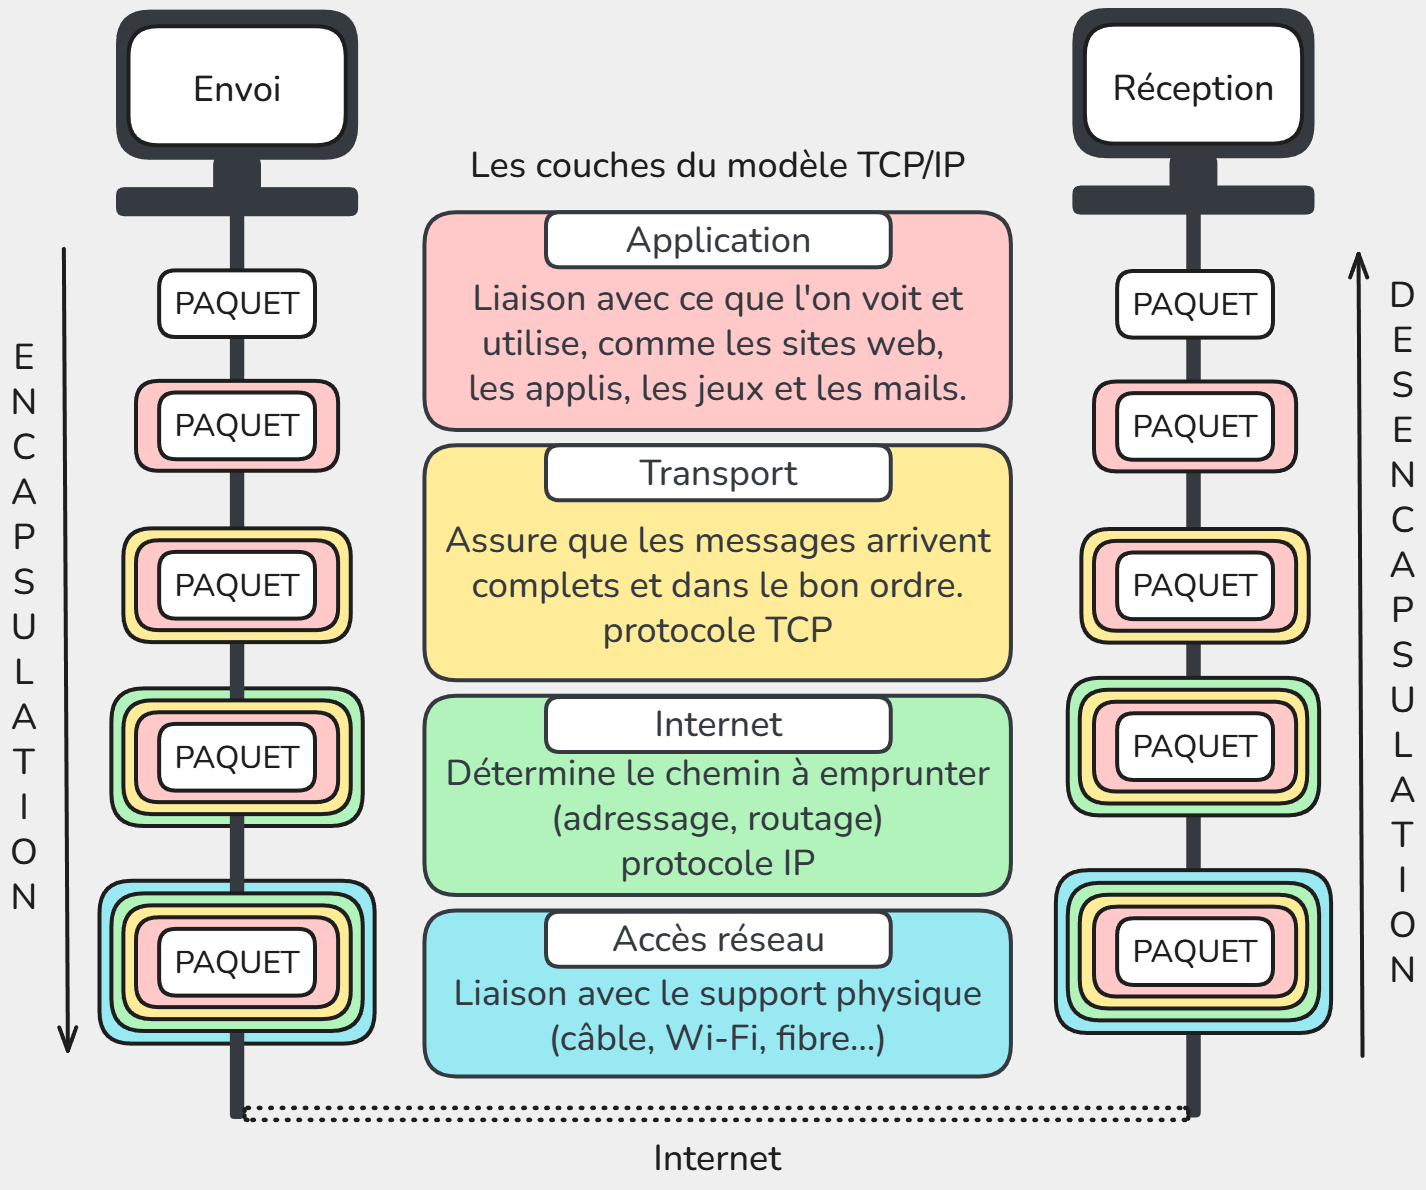 Envoi
Réception
Les couches du modèle TCP/IP
Application
Liaison avec ce que l'on voit et
utilise, comme les sites web,
les applis, les jeux et les mails.
Transport
Assure que les messages arrivent
complets et dans le bon ordre.
protocole TCP
Internet
Détermine le chemin à emprunter
(adressage, routage)
protocole IP
Accès réseau
Liaison avec le support physique
(câble, Wi-Fi, fibre...)
ENCAPSULATION
PAQUET
PAQUET
PAQUET
PAQUET
PAQUET
PAQUET
PAQUET
PAQUET
PAQUET
PAQUET
DESENCAPSULATION
Internet